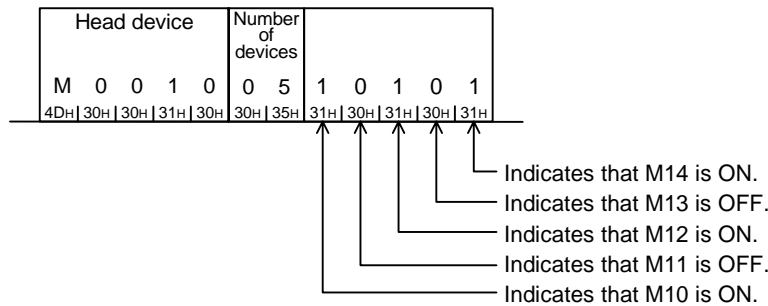 Head device
Number
of
devices
M 0 0 1 0 0 5 1 0 1 0 1
4DH 30H 30H 31H 30H 30H 35H 31H 30H 31H 30H 31H
Indicates that M14 is ON.
Indicates that M13 is OFF.
Indicates that M12 is ON.
Indicates that M11 is OFF.
Indicates that M10 is ON.